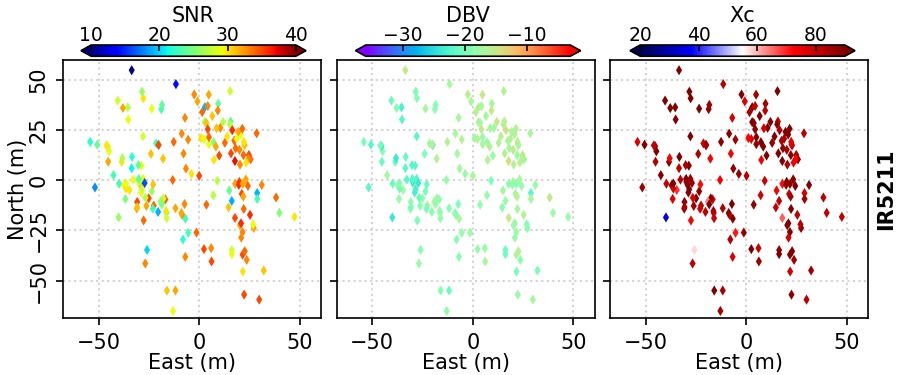 SNR DBV Xc
10 20 30 40 −30 −20 −10 20 40 60 80
50
25
0
−25
−50
North (m)
IR5211
−50 0 50 −50 0 50 −50 0 50
East (m) East (m) East (m)